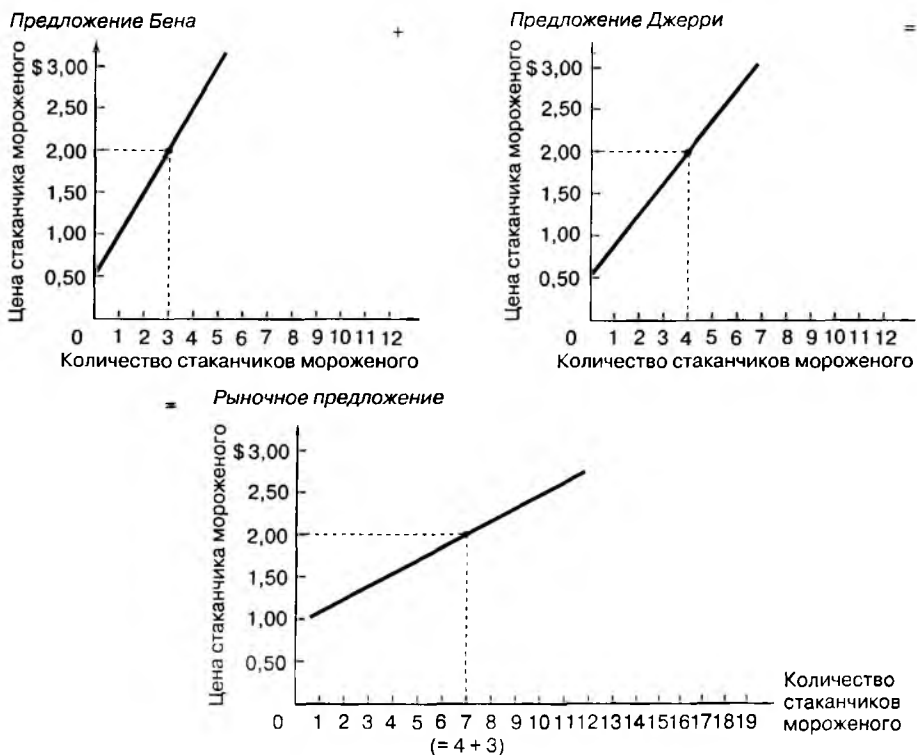 Предложение Бена
+
Предложение Джерри
=
Цена стаканчика мороженого
$ 3,00
2,50
2,00
1,50
1,00
0,50
0 1 2 3 4 5 6 7 8 9 10 11 12
Количество стаканчиков мороженого
Цена стаканчика мороженого
$ 3,00
2,50
2,00
1,50
1,00
0,50
0 1 2 3 4 5 6 7 8 9 10 11 12
Количество стаканчиков мороженого
= Рыночное предложение
Цена стаканчика мороженого
$ 3,00
2,50
2,00
1,50
1,00
0,50
0 1 2 3 4 5 6 7 8 9 10 11 12 13 14 15 16 17 18 19
(= 4 + 3)
Количество
стаканчиков
мороженого